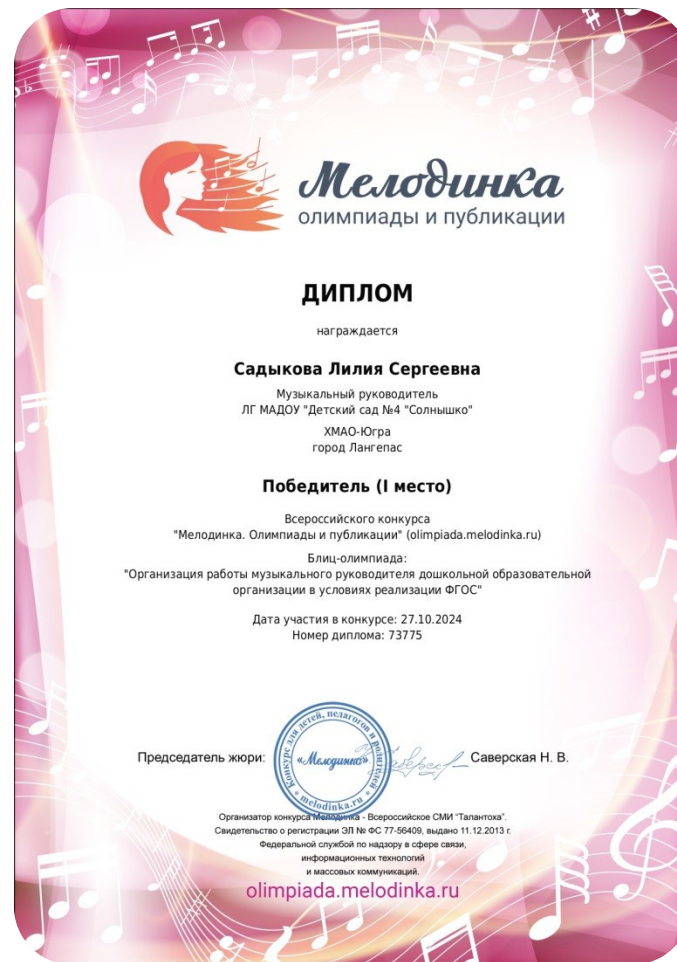 Мелодинка
олимпиады и публикации
ДИПЛОМ
награждается
Садыкова Лилия Сергеевна
Музыкальный руководитель
ЛГ МАДОУ "Детский сад №4 "Солнышко"
ХМАО-Югра
город Лангепас
Победитель (I место)
Всероссийского конкурса
"Мелодинка. Олимпиады и публикации" (olimpiada.melodinka.ru)
Блиц-олимпиада:
"Организация работы музыкального руководителя дошкольной образовательной
организации в условиях реализации ФГОС"
Дата участия в конкурсе: 27.10.2024
Номер диплома: 73775
Председатель жюри:
Конкурс для детей, педагогов и родителей
«Мелодинка»
melodinka.ru
Саверская Н. В.
Организатор конкурса Мелодинка - Всероссийское СМИ "Талантоха".
Свидетельство о регистрации ЭЛ № ФС 77-56409, выдано 11.12.2013 г.
Федеральной службой по надзору в сфере связи,
информационных технологий
и массовых коммуникаций.
olimpiada.melodinka.ru